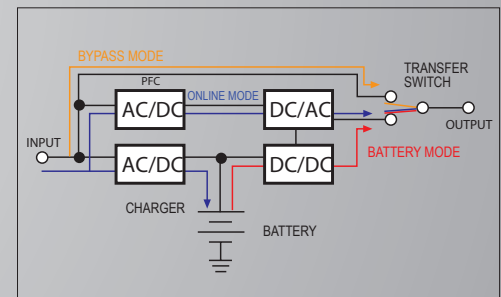 BYPASS MODE
TRANSFER
SWITCH
PFC
AC/DC
ONLINE MODE
DC/AC
OUTPUT
INPUT
AC/DC
DC/DC
BATTERY MODE
CHARGER
BATTERY